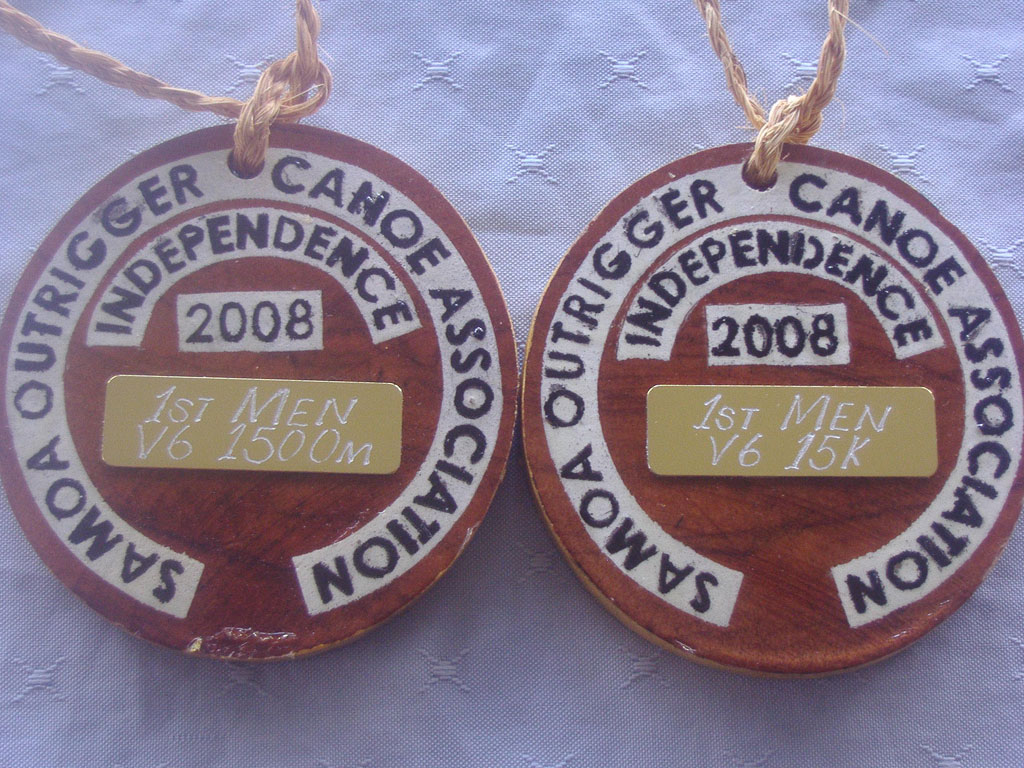 SAMOA OUTRIGGER CANOE ASSOCIATION
INDEPENDENCE
2008
1ST MEN
V6 1500M
SAMOA OUTRIGGER CANOE ASSOCIATION
INDEPENDENCE
2008
1ST MEN
V6 15K